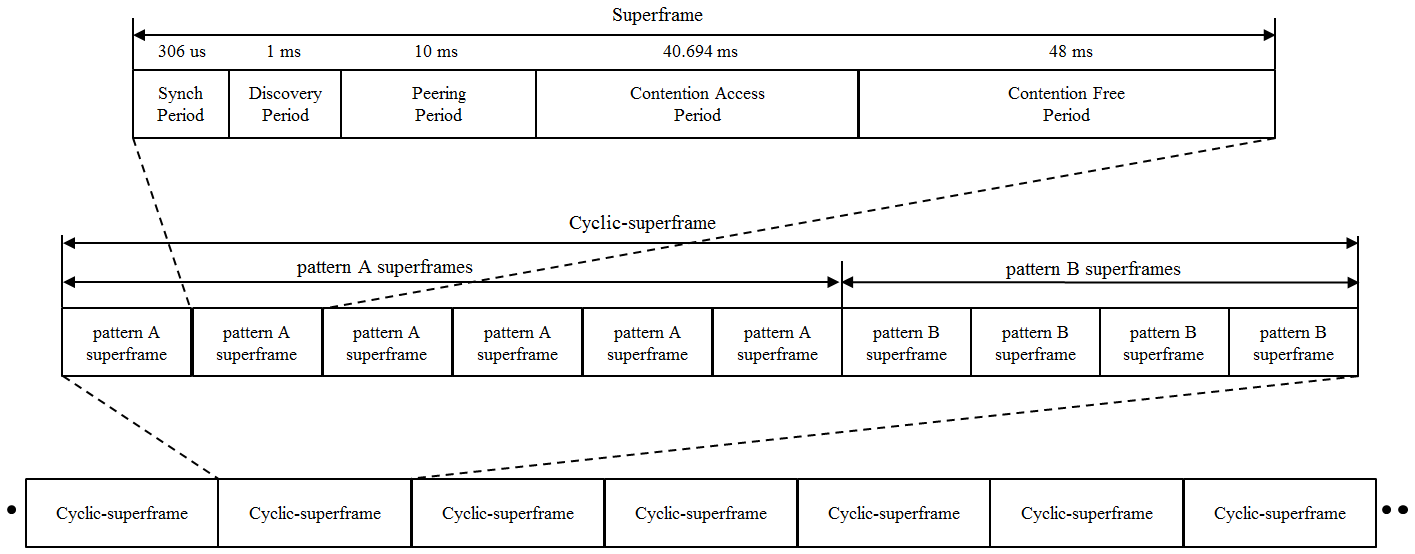 Superframe
306 us 1 ms 10 ms 40.694 ms 48 ms
Synch Discovery Peering Contention Access Contention Free
Period Period Period Period Period
Cyclic-superframe
pattern A superframes pattern B superframes
pattern A pattern A pattern A pattern A pattern A pattern A pattern B pattern B pattern B pattern B
superframe superframe superframe superframe superframe superframe superframe superframe superframe superframe
Cyclic-superframe Cyclic-superframe Cyclic-superframe Cyclic-superframe Cyclic-superframe Cyclic-superframe Cyclic-superframe